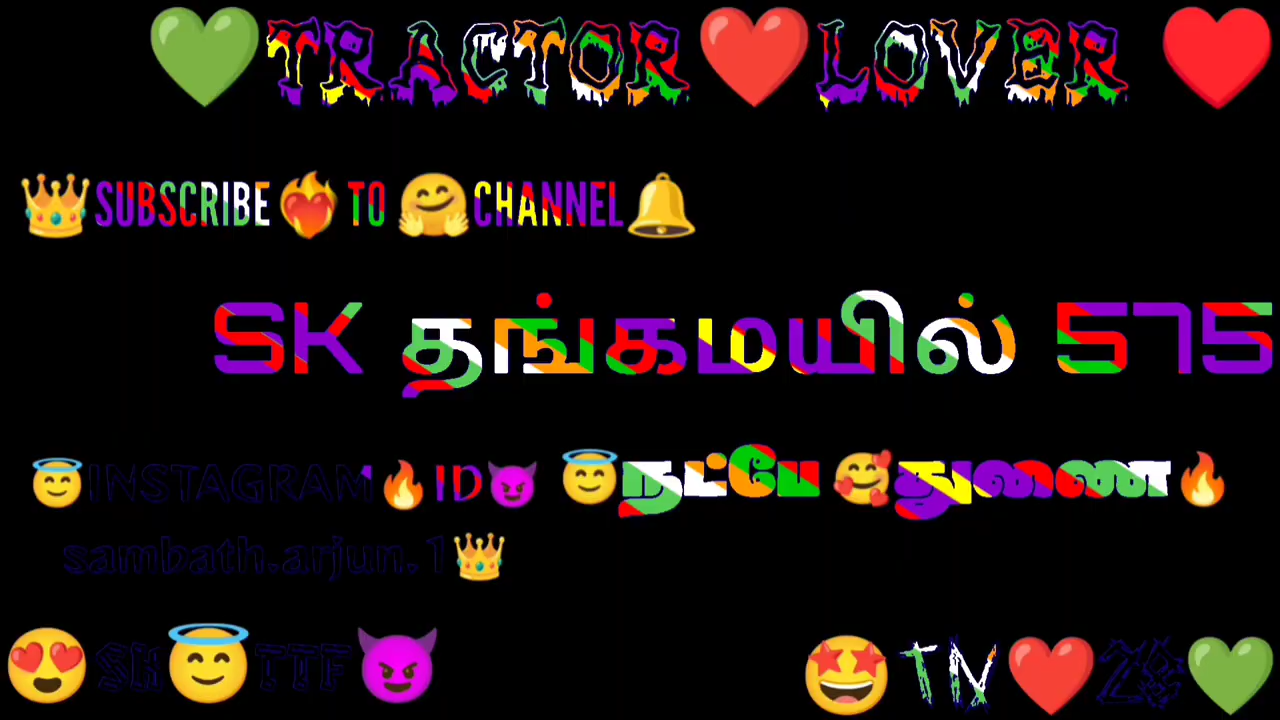 💚TRACTOR❤️LOVER ♥️
👑SUBSCRIBE❤️‍🔥TO 🤗CHANNEL🔔
SK தங்கமயில் 575
😇INSTAGRAM🔥ID😈 😇நட்பே 🥰துணை🔥
sambath.arjun.1👑
😍SK😇TTF😈 🤩TN❤️28💚